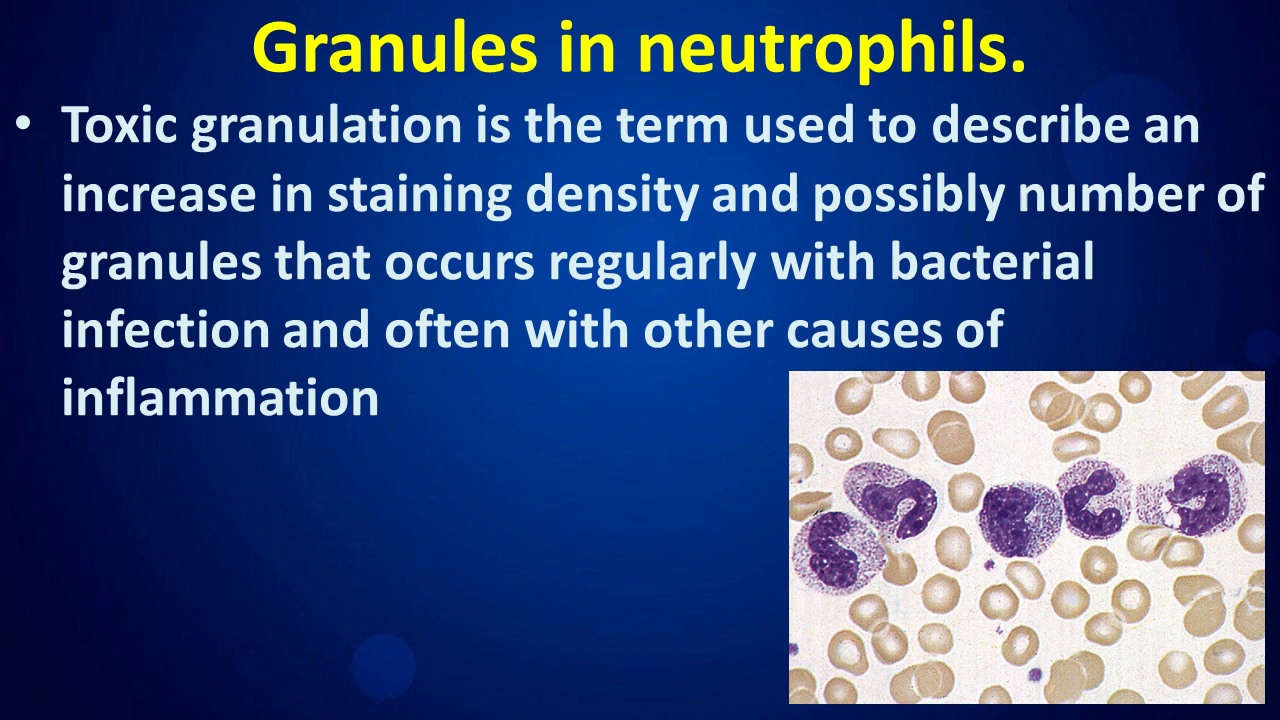 Granules in neutrophils.
• Toxic granulation is the term used to describe an
increase in staining density and possibly number of
granules that occurs regularly with bacterial
infection and often with other causes of
inflammation